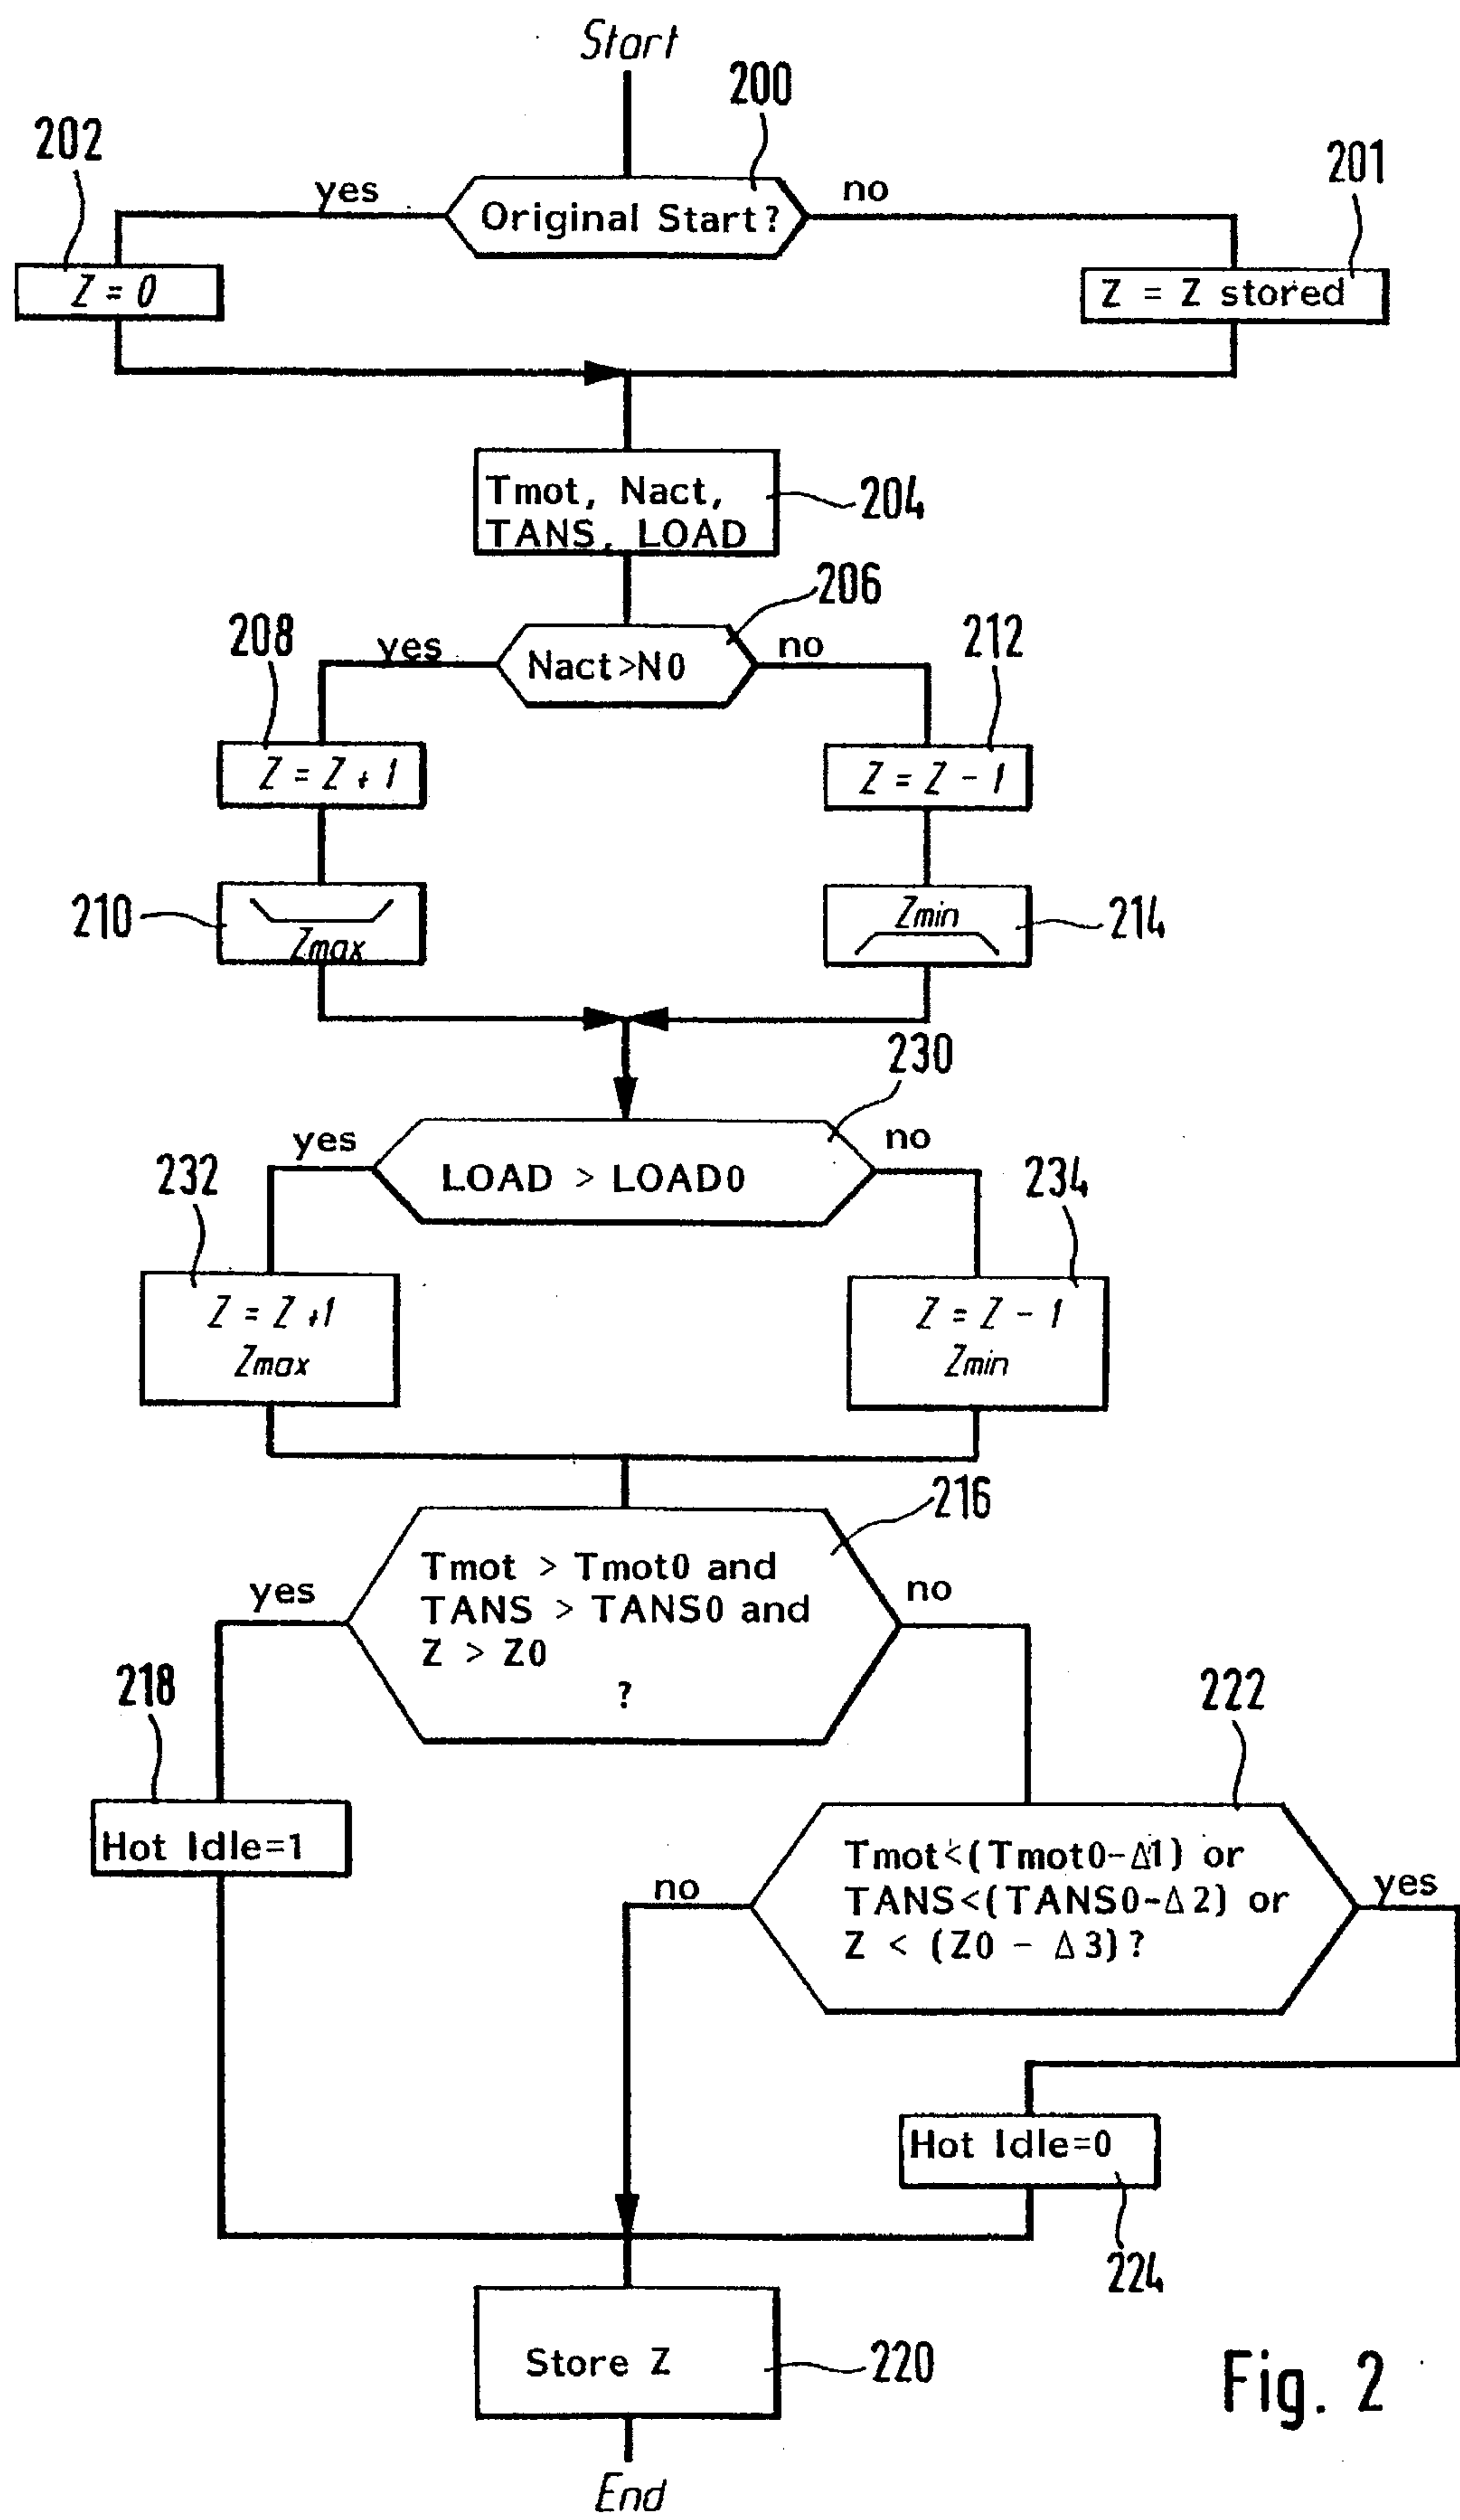 Start
200
202
201
yes
no
Original Start?
Z = 0
Z = Z stored
Tmot, Nact,
TANS, LOAD
204
206
208
212
yes
no
Nact>N0
Z = Z + 1
Z = Z - 1
210
Zmax
Zmin
214
230
yes
no
232
LOAD > LOAD0
234
Z = Z +1
Zmax
Z = Z - 1
Zmin
216
Tmot > Tmot0 and
TANS > TANS0 and
Z > Z0
?
yes
no
218
222
Hot Idle=1
Tmot<(Tmot0-Δ1) or
TANS<(TANS0-Δ2) or
Z < (Z0 - Δ3)?
no
yes
Hot Idle=0
224
Store Z
220
Fig. 2
End